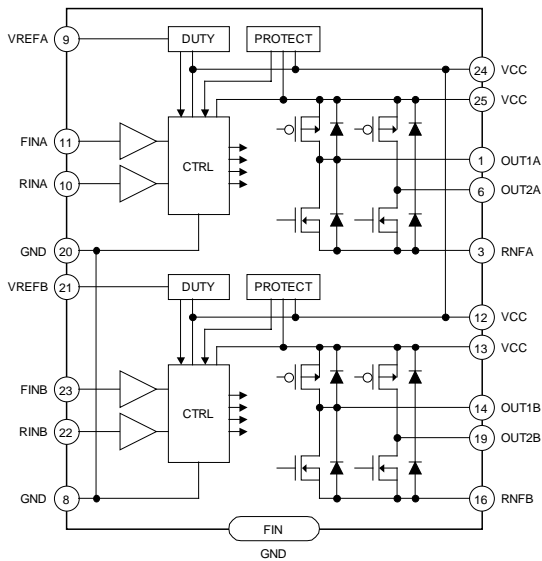 VREFA 9 DUTY PROTECT
24 VCC
25 VCC
FINA 11
CTRL
1 OUT1A
RINA 10
6 OUT2A
GND 20
3 RNFA
VREFB 21 DUTY PROTECT
12 VCC
13 VCC
FINB 23
CTRL
14 OUT1B
RINB 22
19 OUT2B
GND 8
16 RNFB
FIN
GND